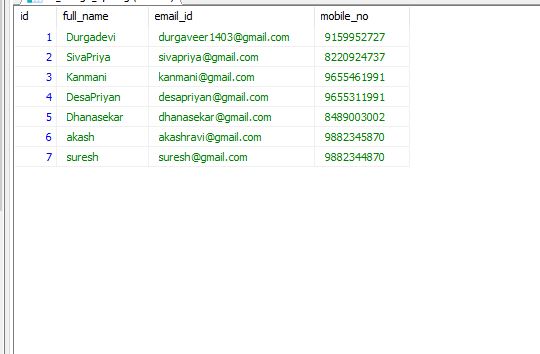 id full_name email_id mobile_no
1 Durgadevi durgaveer1403@gmail.com 9159952727
2 SivaPriya sivapriya@gmail.com 8220924737
3 Kanmani kanmani@gmail.com 9655461991
4 DesaPriyan desapriyan@gmail.com 9655311991
5 Dhanasekar dhanasekar@gmail.com 8489003002
6 akash akashravi@gmail.com 9882345870
7 suresh suresh@gmail.com 9882344870